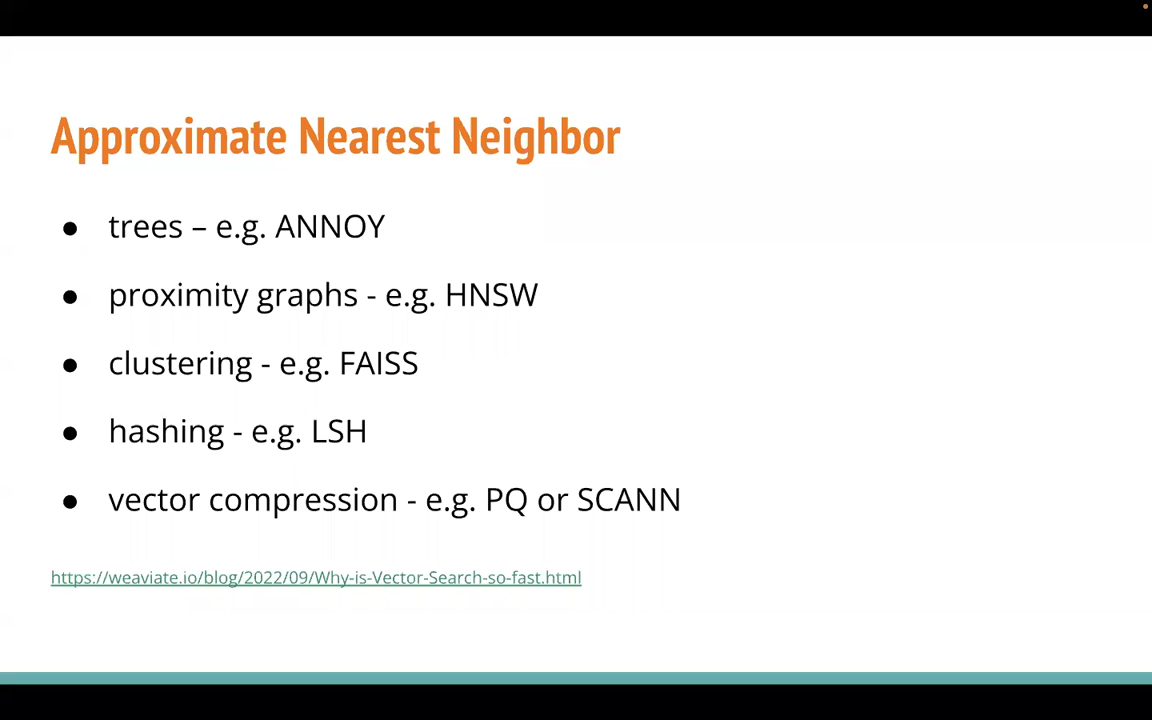 Approximate Nearest Neighbor
● trees – e.g. ANNOY
● proximity graphs - e.g. HNSW
● clustering - e.g. FAISS
● hashing - e.g. LSH
● vector compression - e.g. PQ or SCANN
https://weaviate.io/blog/2022/09/Why-is-Vector-Search-so-fast.html